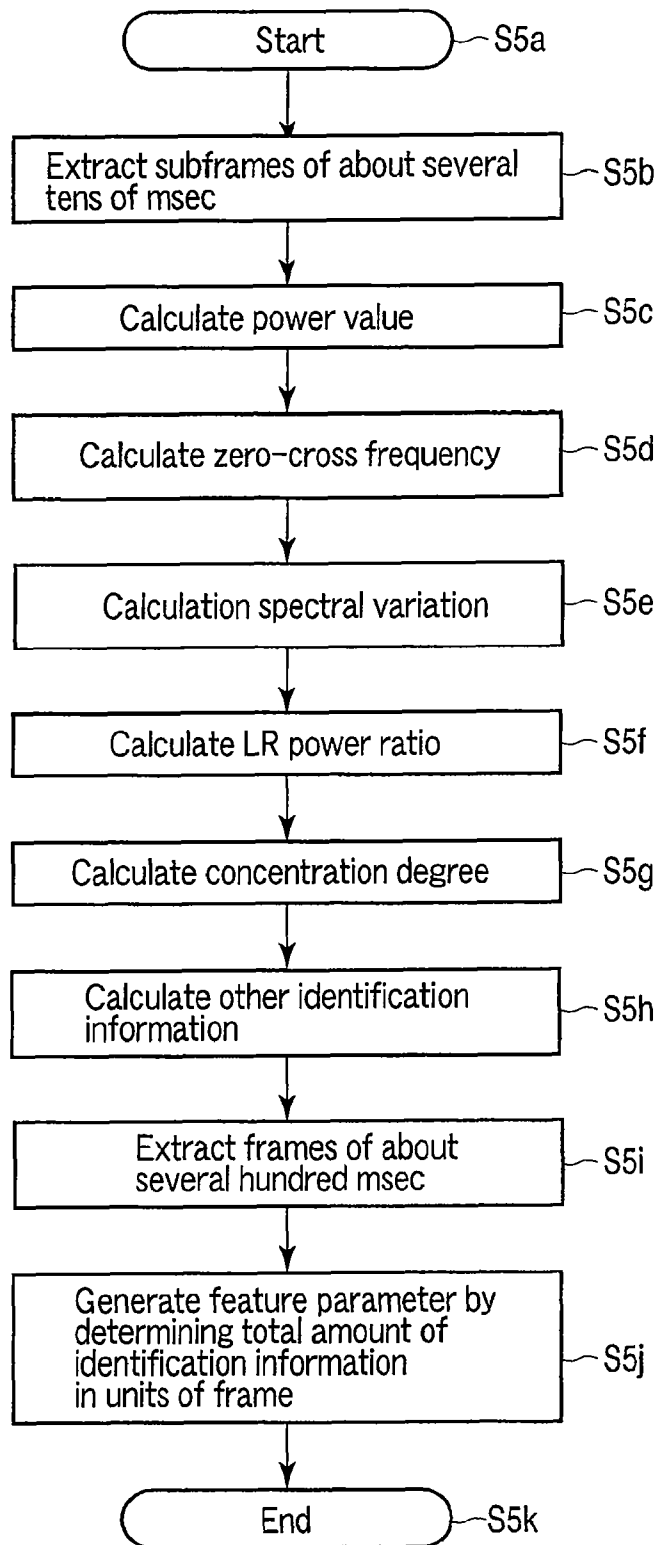 Start
S5a
Extract subframes of about several
tens of msec
S5b
Calculate power value
S5c
Calculate zero-cross frequency
S5d
Calculation spectral variation
S5e
Calculate LR power ratio
S5f
Calculate concentration degree
S5g
Calculate other identification
information
S5h
Extract frames of about
several hundred msec
S5i
Generate feature parameter by
determining total amount of
identification information
in units of frame
S5j
End
S5k